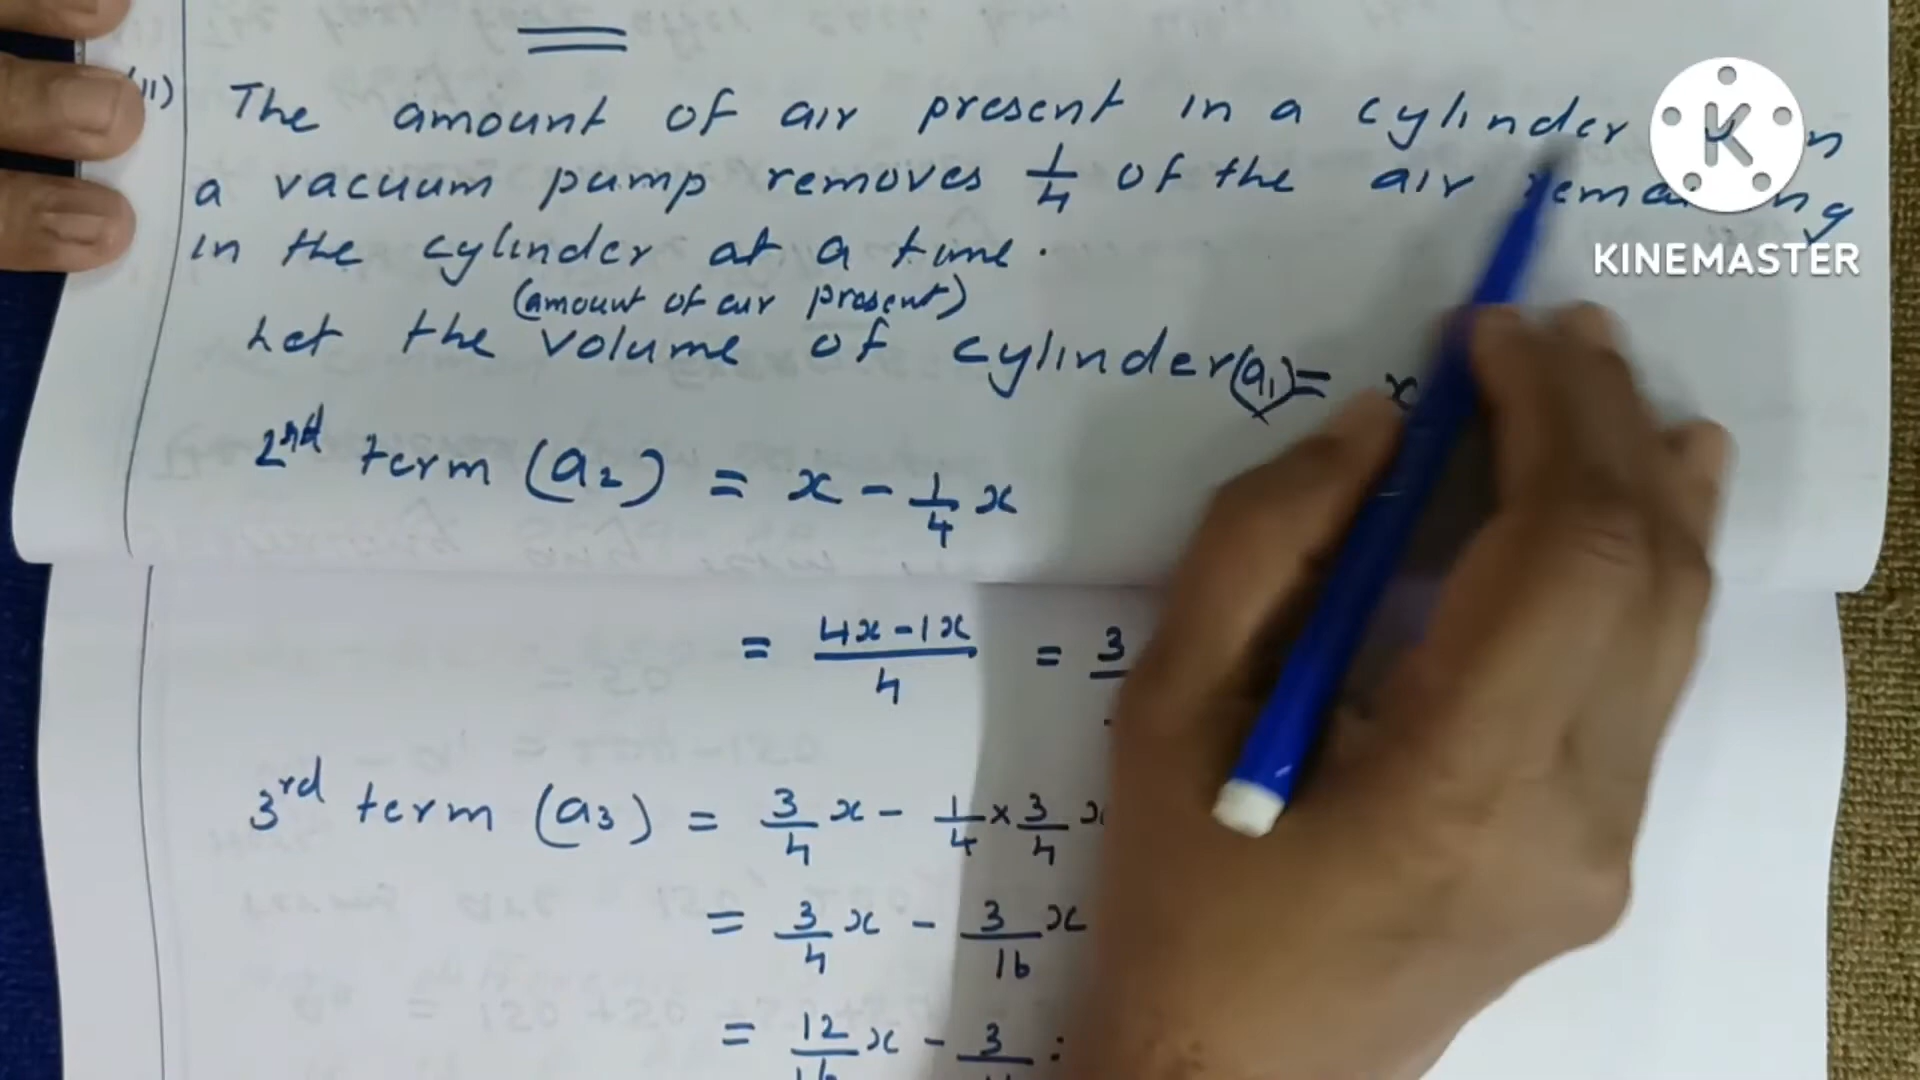 (11) The amount of air present in a cylinder
a vacuum pump removes 1/4 of the air remaining
in the cylinder at a time.
(amount of air present)
Let the volume of cylinder (a1) = x
2nd term (a2) = x - 1/4 x
= 4x - 1x / 4 = 3
3rd term (a3) = 3/4 x - 1/4 × 3/4 x
= 3/4 x - 3/16 x
= 12/16 x - 3
K
KINEMASTER